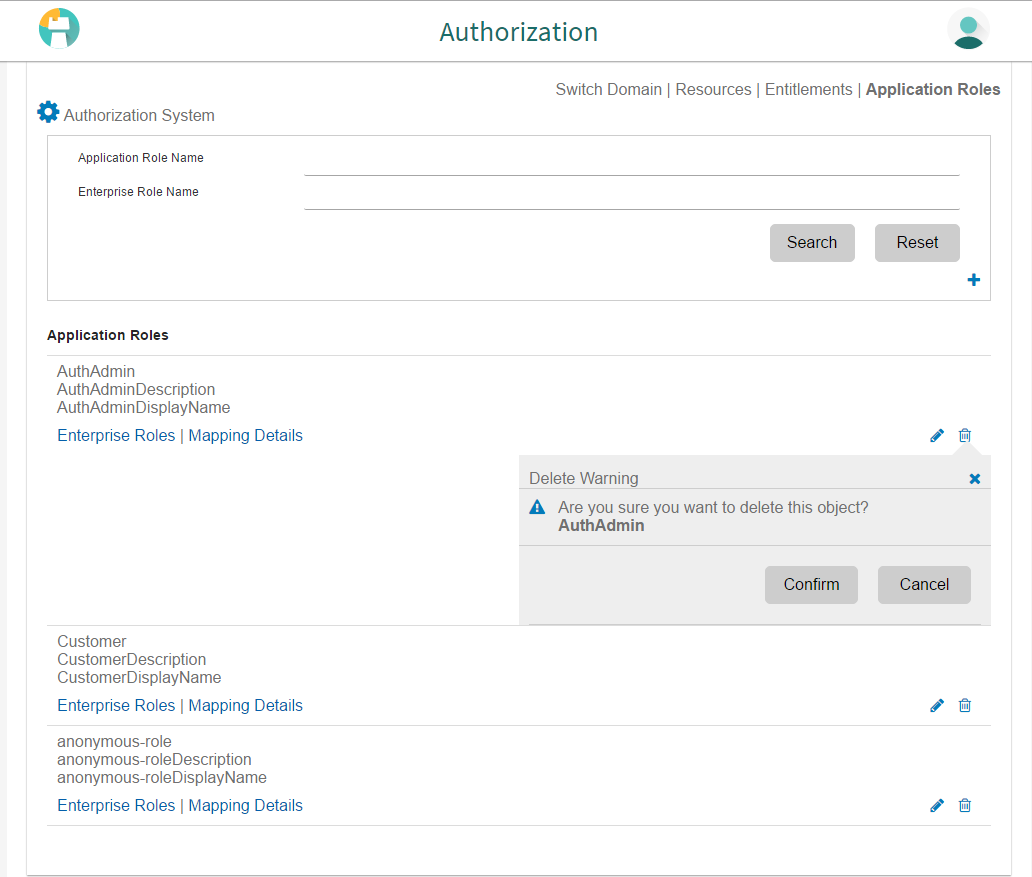 Authorization
Switch Domain | Resources | Entitlements | Application Roles
Authorization System
Application Role Name
Enterprise Role Name
Search Reset
Application Roles
AuthAdmin
AuthAdminDescription
AuthAdminDisplayName
Enterprise Roles | Mapping Details
Delete Warning
Are you sure you want to delete this object?
AuthAdmin
Confirm Cancel
Customer
CustomerDescription
CustomerDisplayName
Enterprise Roles | Mapping Details
anonymous-role
anonymous-roleDescription
anonymous-roleDisplayName
Enterprise Roles | Mapping Details